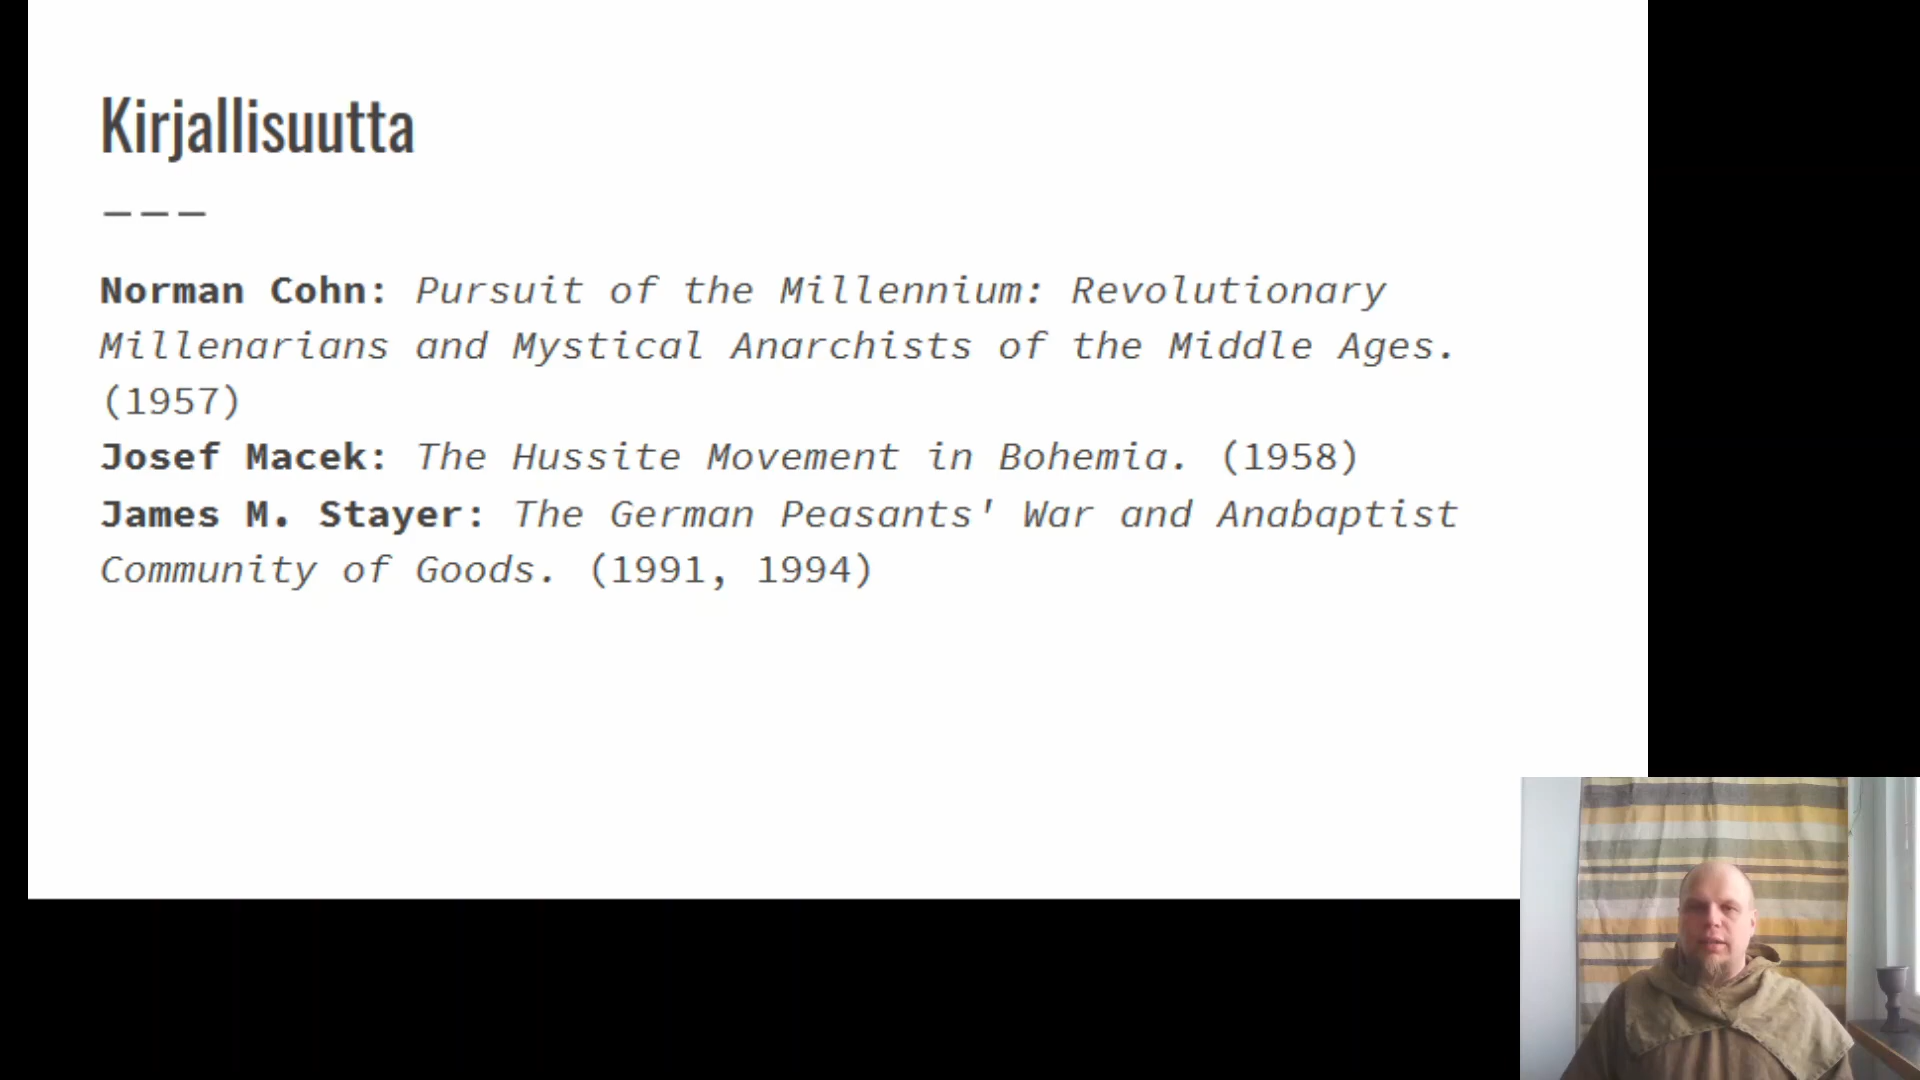 Kirjallisuutta
———
Norman Cohn: Pursuit of the Millennium: Revolutionary
Millenarians and Mystical Anarchists of the Middle Ages.
(1957)
Josef Macek: The Hussite Movement in Bohemia. (1958)
James M. Stayer: The German Peasants' War and Anabaptist
Community of Goods. (1991, 1994)